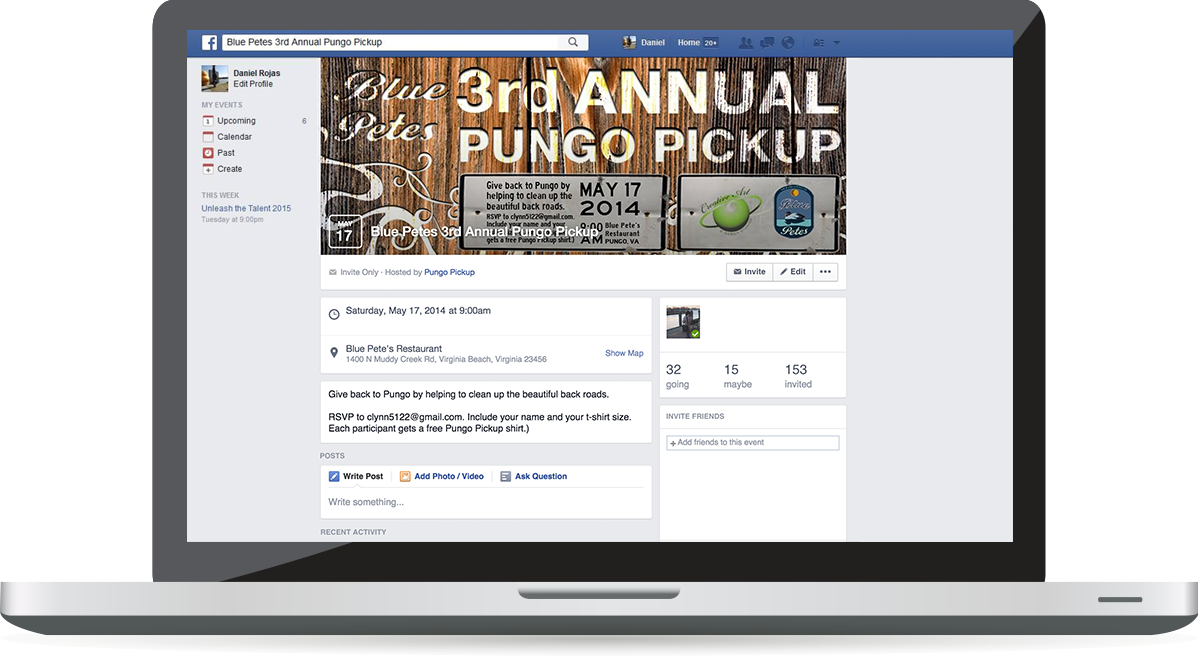 Blue Petes 3rd Annual Pungo Pickup
Daniel
Home 20+
Daniel Rojas
Edit Profile
MY EVENTS
1 Upcoming 6
Calendar
Past
Create
THIS WEEK
Unleash the Talent 2015
Tuesday at 9:00pm
Blue Petes
3rd ANNUAL
PUNGO PICKUP
Give back to Pungo by
helping to clean up the
beautiful back roads.
RSVP to clynn5122@gmail.com.
Include your name and your
gets a free Pungo Pickup shirt.)
MAY 17
2014
9:00
AM
Blue Pete's
Restaurant
PUNGO, VA
Creative Art
Blue
Petes
MAY
17
Blue Petes 3rd Annual Pungo Pickup
Invite Only · Hosted by Pungo Pickup
Invite
Edit
•••
Saturday, May 17, 2014 at 9:00am
Blue Pete's Restaurant
1400 N Muddy Creek Rd, Virginia Beach, Virginia 23456
Show Map
32
going
15
maybe
153
invited
Give back to Pungo by helping to clean up the beautiful back roads.
RSVP to clynn5122@gmail.com. Include your name and your t-shirt size.
Each participant gets a free Pungo Pickup shirt.)
INVITE FRIENDS
+ Add friends to this event
POSTS
Write Post
Add Photo / Video
Ask Question
Write something...
RECENT ACTIVITY